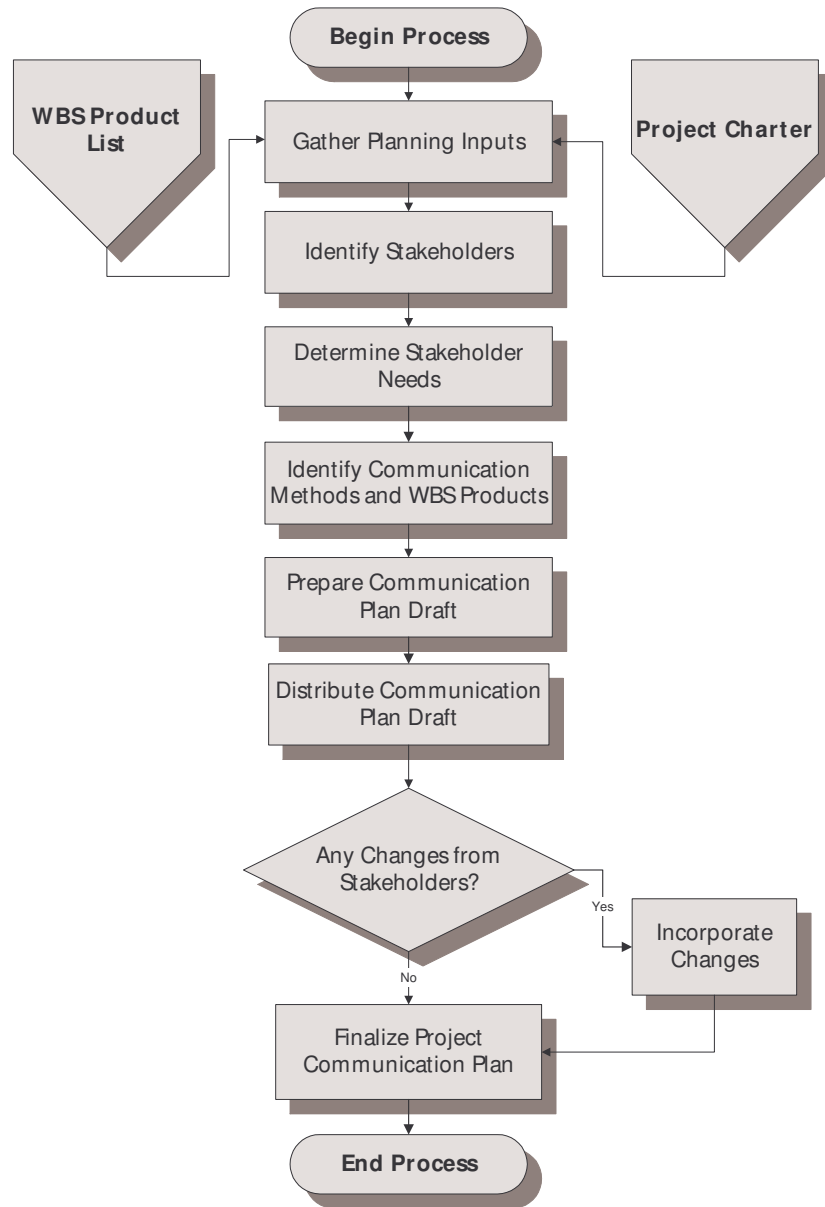 Begin Process
WBS Product
List
Project Charter
Gather Planning Inputs
Identify Stakeholders
Determine Stakeholder
Needs
Identify Communication
Methods and WBS Products
Prepare Communication
Plan Draft
Distribute Communication
Plan Draft
Any Changes from
Stakeholders?
Yes
Incorporate
Changes
No
Finalize Project
Communication Plan
End Process